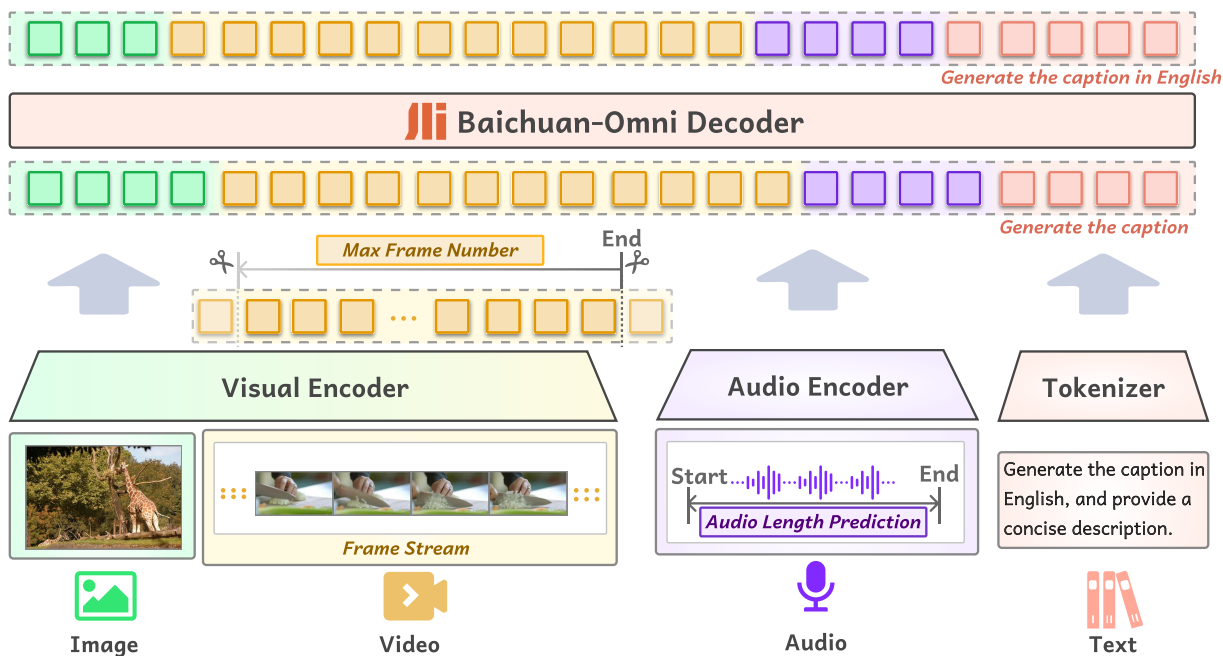 Generate the caption in English
Baichuan-Omni Decoder
Generate the caption
Max Frame Number
End
Visual Encoder
Audio Encoder
Tokenizer
Start
End
Audio Length Prediction
Frame Stream
Generate the caption in
English, and provide a
concise description.
Image
Video
Audio
Text